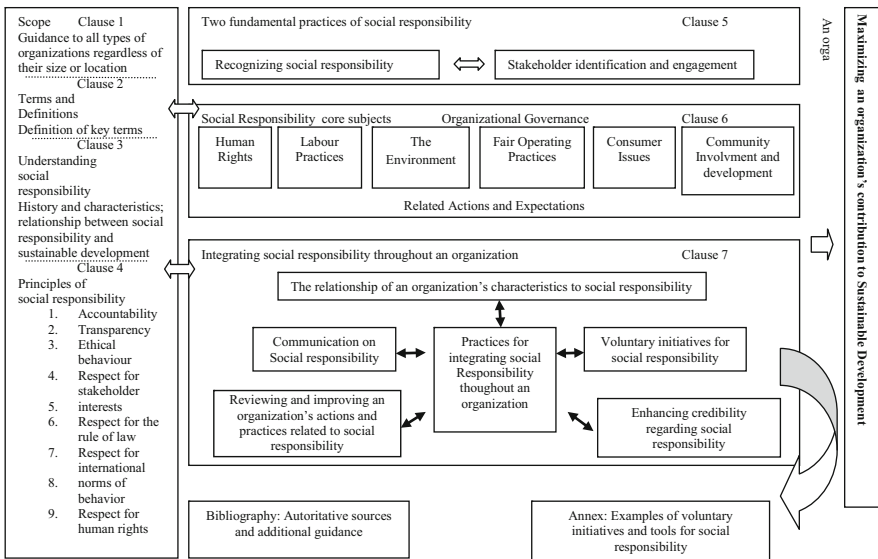 Scope Clause 1
Guidance to all types of
organizations regardless of
their size or location
Clause 2
Terms and
Definitions
Definition of key terms
Clause 3
Understanding
social
responsibility
History and characteristics;
relationship between social
responsibility and
sustainable development
Clause 4
Principles of
social responsibility
1. Accountability
2. Transparency
3. Ethical
behaviour
4. Respect for
stakeholder
5. interests
6. Respect for the
rule of law
7. Respect for
international
8. norms of
behavior
9. Respect for
human rights
Two fundamental practices of social responsibility Clause 5
Recognizing social responsibility
Stakeholder identification and engagement
Social Responsibility core subjects Organizational Governance Clause 6
Human
Rights
Labour
Practices
The
Environment
Fair Operating
Practices
Consumer
Issues
Community
Involvment and
development
Related Actions and Expectations
Integrating social responsibility throughout an organization Clause 7
The relationship of an organization's characteristics to social responsibility
Communication on
Social responsibility
Practices for
integrating social
Responsibility
thoughout an
organization
Voluntary initiatives for
social responsibility
Reviewing and improving an
organization's actions and
practices related to social
responsibility
Enhancing credibility
regarding social
responsibility
Bibliography: Autoritative sources
and additional guidance
Annex: Examples of voluntary
initiatives and tools for social
responsibility
An orga
Maximizing an organization's contribution to Sustainable Development